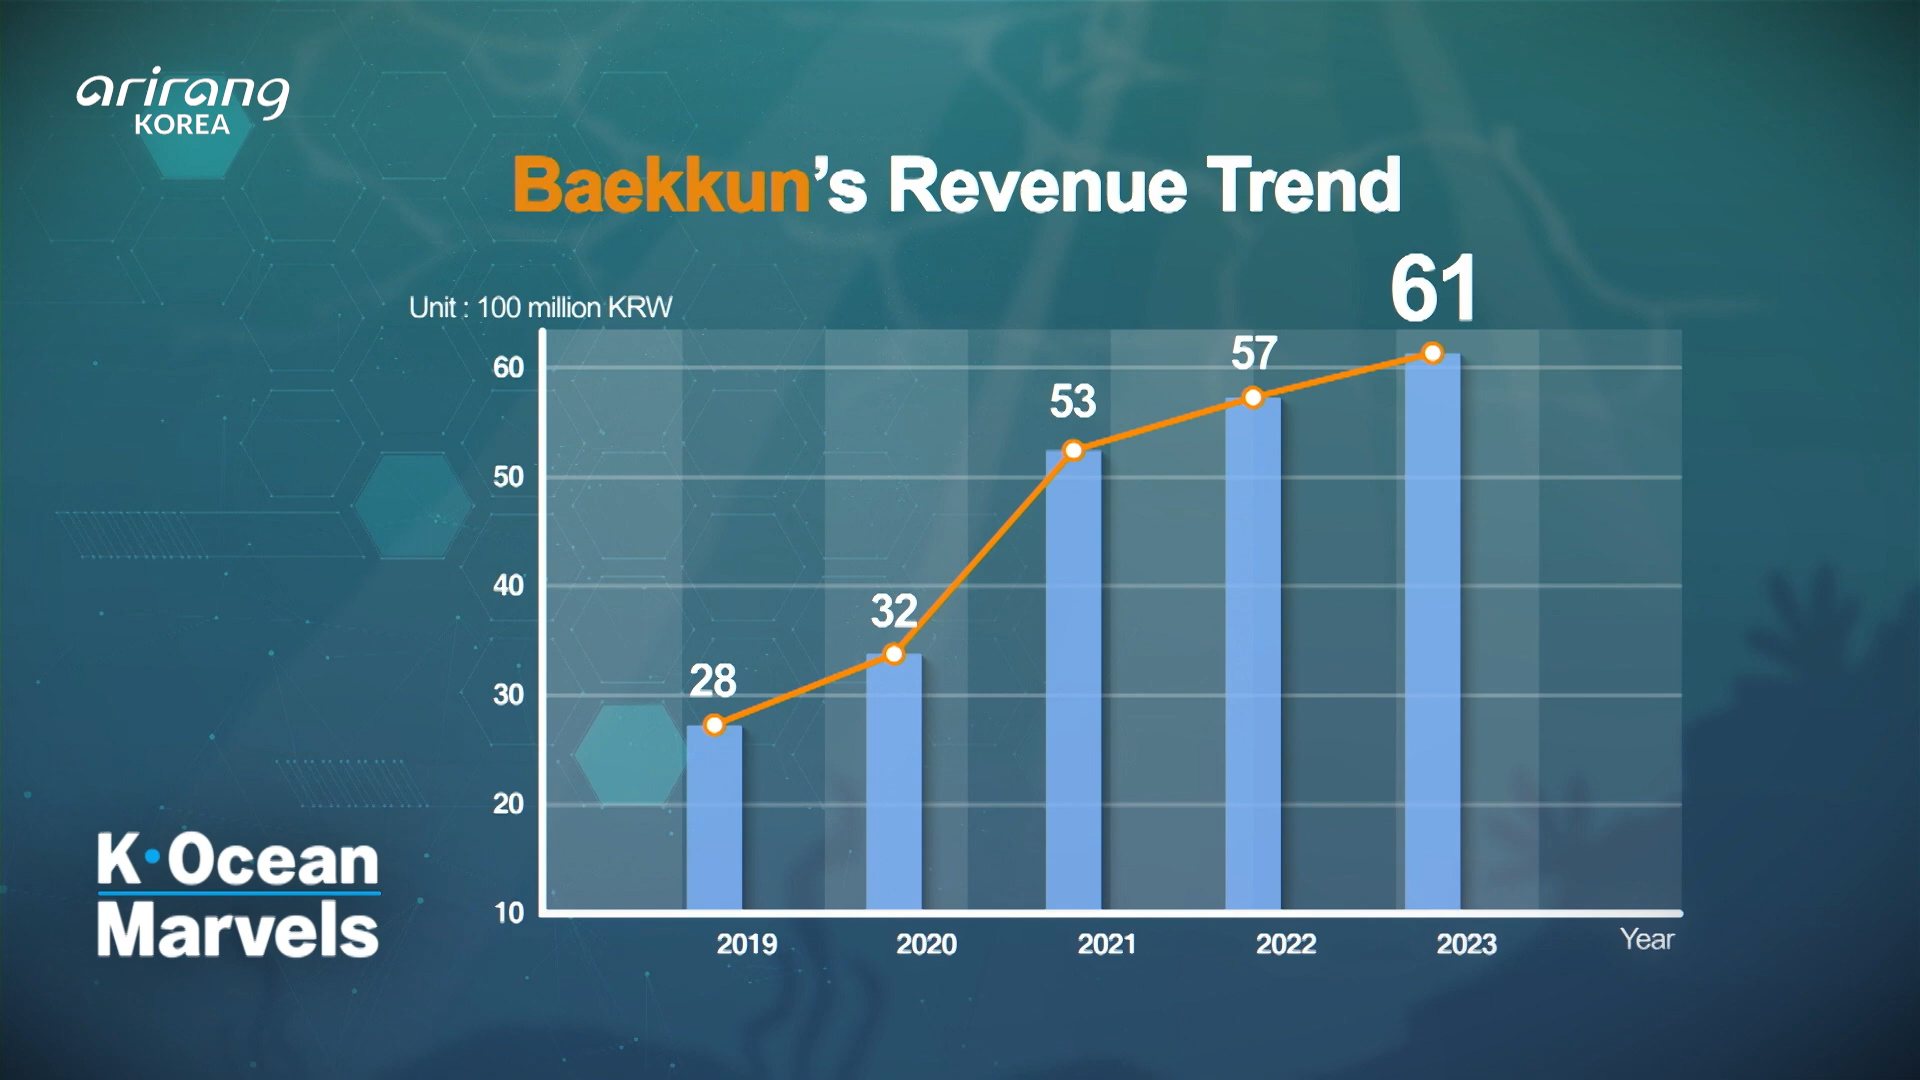 arirang
KOREA
Baekkun’s Revenue Trend
Unit : 100 million KRW
61
57
53
32
28
60
50
40
30
20
10
2019 2020 2021 2022 2023 Year
K·Ocean
Marvels